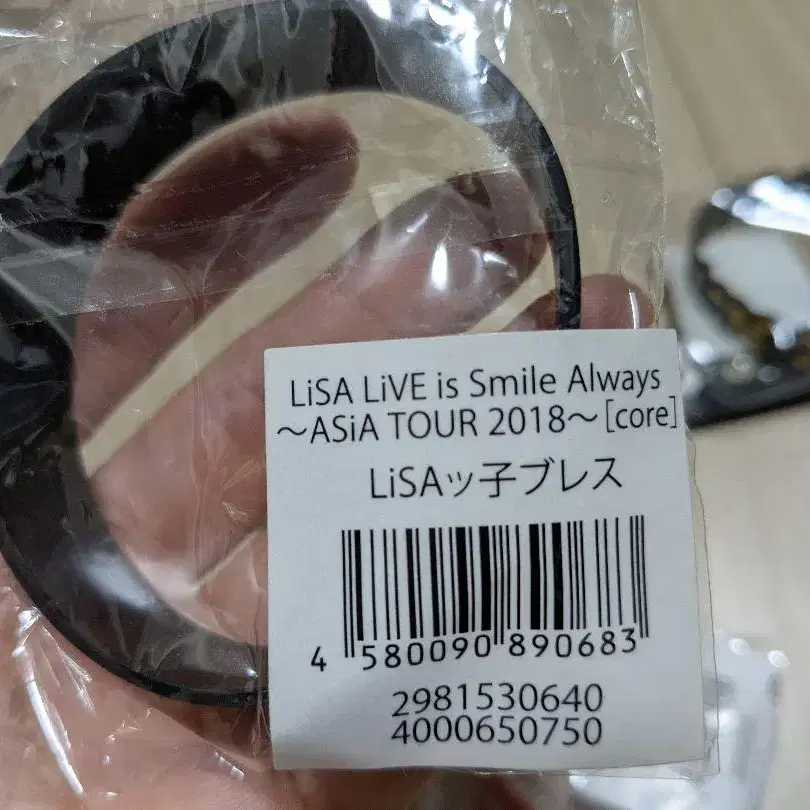 LiSA LiVE is Smile Always
～ASiA TOUR 2018～[core]
LiSAッ子ブレス
4 580090 890683
2981530640
4000650750